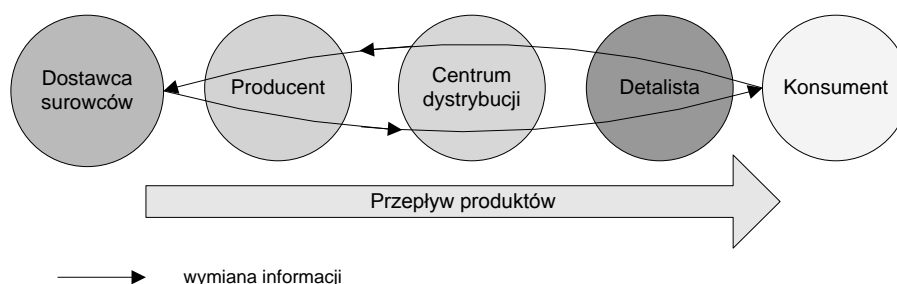 Dostawca
surowców
Producent
Centrum
dystrybucji
Detalista
Konsument
Przepływ produktów
wymiana informacji